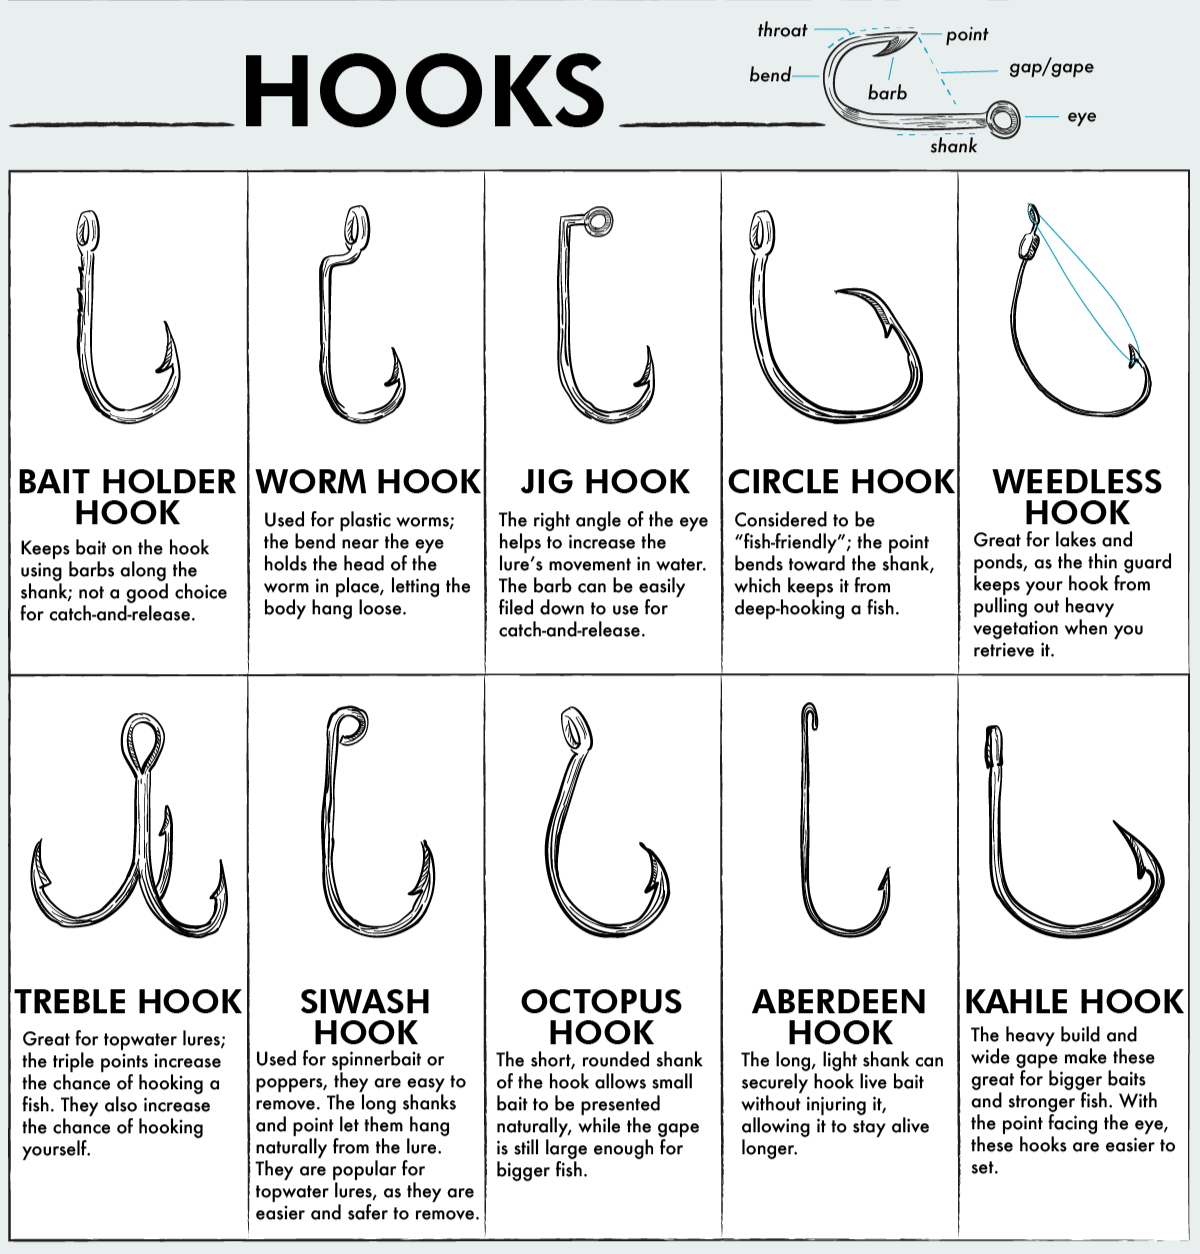 HOOKS
throat
point
bend
gap/gape
barb
eye
shank
BAIT HOLDER
HOOK
Keeps bait on the hook
using barbs along the
shank; not a good choice
for catch-and-release.
WORM HOOK
Used for plastic worms;
the bend near the eye
holds the head of the
worm in place, letting the
body hang loose.
JIG HOOK
The right angle of the eye
helps to increase the
lure's movement in water.
The barb can be easily
filed down to use for
catch-and-release.
CIRCLE HOOK
Considered to be
“fish-friendly”; the point
bends toward the shank,
which keeps it from
deep-hooking a fish.
WEEDLESS
HOOK
Great for lakes and
ponds, as the thin guard
keeps your hook from
pulling out heavy
vegetation when you
retrieve it.
TREBLE HOOK
Great for topwater lures;
the triple points increase
the chance of hooking a
fish. They also increase
the chance of hooking
yourself.
SIWASH
HOOK
Used for spinnerbait or
poppers, they are easy to
remove. The long shanks
and point let them hang
naturally from the lure.
They are popular for
topwater lures, as they are
easier and safer to remove.
OCTOPUS
HOOK
The short, rounded shank
of the hook allows small
bait to be presented
naturally, while the gape
is still large enough for
bigger fish.
ABERDEEN
HOOK
The long, light shank can
securely hook live bait
without injuring it,
allowing it to stay alive
longer.
KAHLE HOOK
The heavy build and
wide gape make these
great for bigger baits
and stronger fish. With
the point facing the eye,
these hooks are easier to
set.